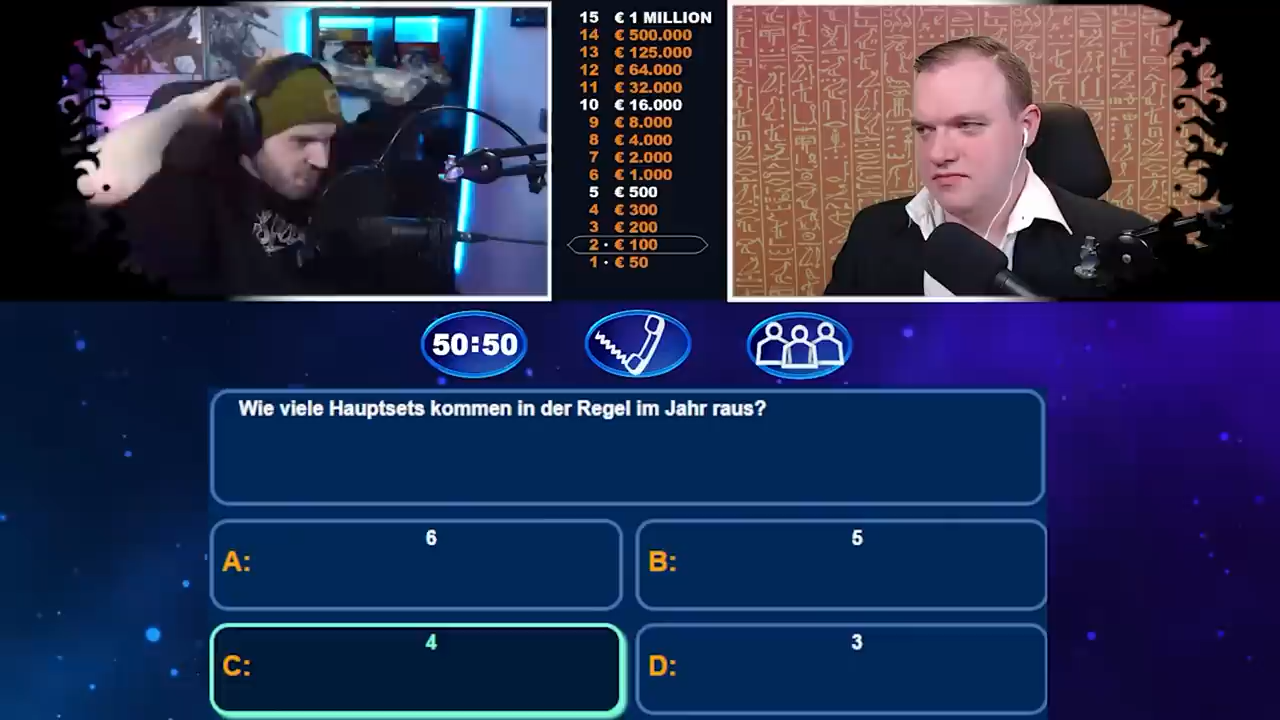 15 € 1 MILLION
14 € 500.000
13 € 125.000
12 € 64.000
11 € 32.000
10 € 16.000
9 € 8.000
8 € 4.000
7 € 2.000
6 € 1.000
5 € 500
4 € 300
3 € 200
2 · € 100
1 · € 50
50:50
Wie viele Hauptsets kommen in der Regel im Jahr raus?
A: 6
B: 5
C: 4
D: 3